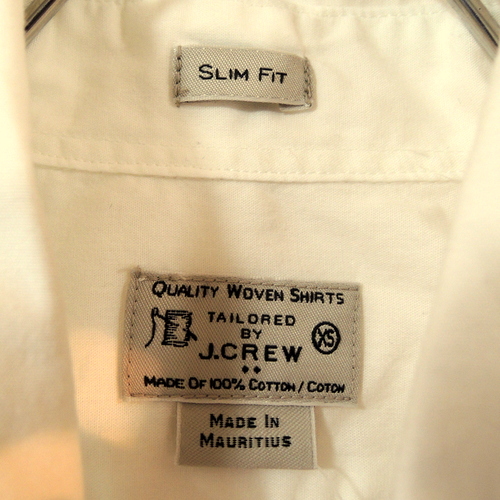 SLIM FIT
QUALITY WOVEN SHIRTS
TAILORED
BY
XS
J.CREW
MADE OF 100% COTTON / COTON
MADE IN
MAURITIUS